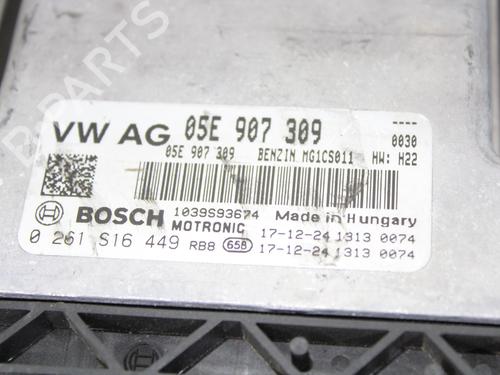 B-PARTS
VW AG 05E 907 309
----
0030
05E 907 309 BENZIN MG1CS011 HW: H22
BOSCH 1039S93674 Made in Hungary
MOTRONIC 17-12-24 1313 0074
0 261 S16 449 RB8 658 17-12-24 1313 0074
BOSCH